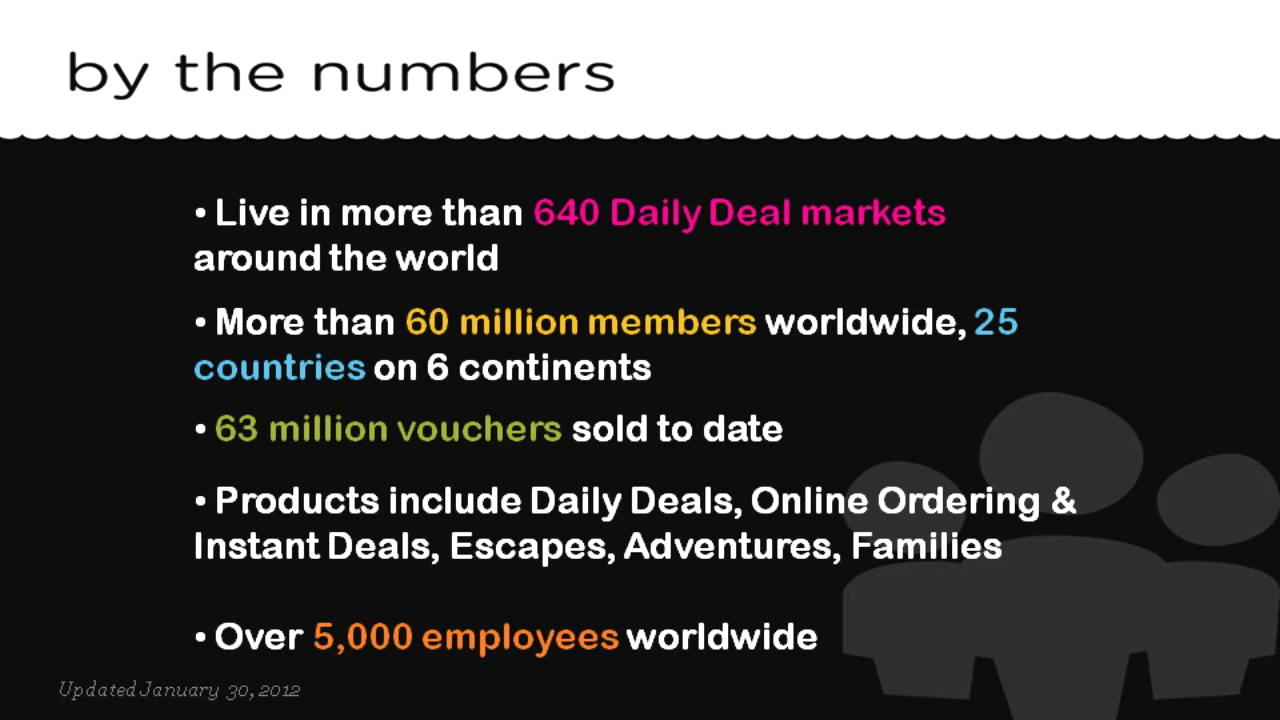 by the numbers
• Live in more than 640 Daily Deal markets
around the world
• More than 60 million members worldwide, 25
countries on 6 continents
• 63 million vouchers sold to date
• Products include Daily Deals, Online Ordering &
Instant Deals, Escapes, Adventures, Families
• Over 5,000 employees worldwide
Updated January 30, 2012